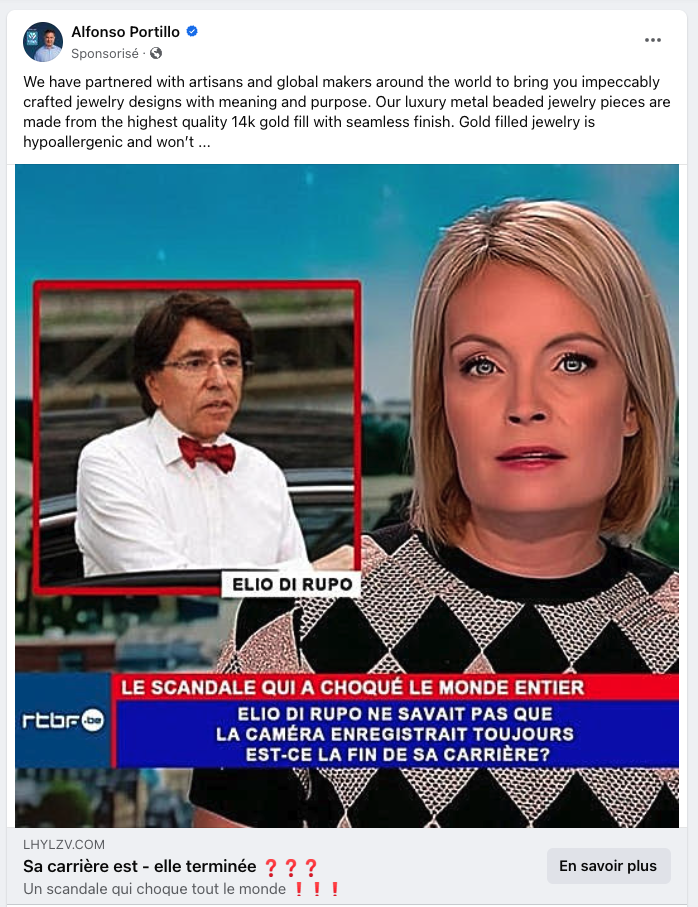 Alfonso Portillo
Sponsorisé ·
We have partnered with artisans and global makers around the world to bring you impeccably
crafted jewelry designs with meaning and purpose. Our luxury metal beaded jewelry pieces are
made from the highest quality 14k gold fill with seamless finish. Gold filled jewelry is
hypoallergenic and won't ...
ELIO DI RUPO
LE SCANDALE QUI A CHOQUÉ LE MONDE ENTIER
rtbf.be
ELIO DI RUPO NE SAVAIT PAS QUE
LA CAMÉRA ENREGISTRAIT TOUJOURS
EST-CE LA FIN DE SA CARRIÈRE?
LHYLZV.COM
Sa carrière est - elle terminée ❓❓❓
Un scandale qui choque tout le monde ❗❗❗
En savoir plus